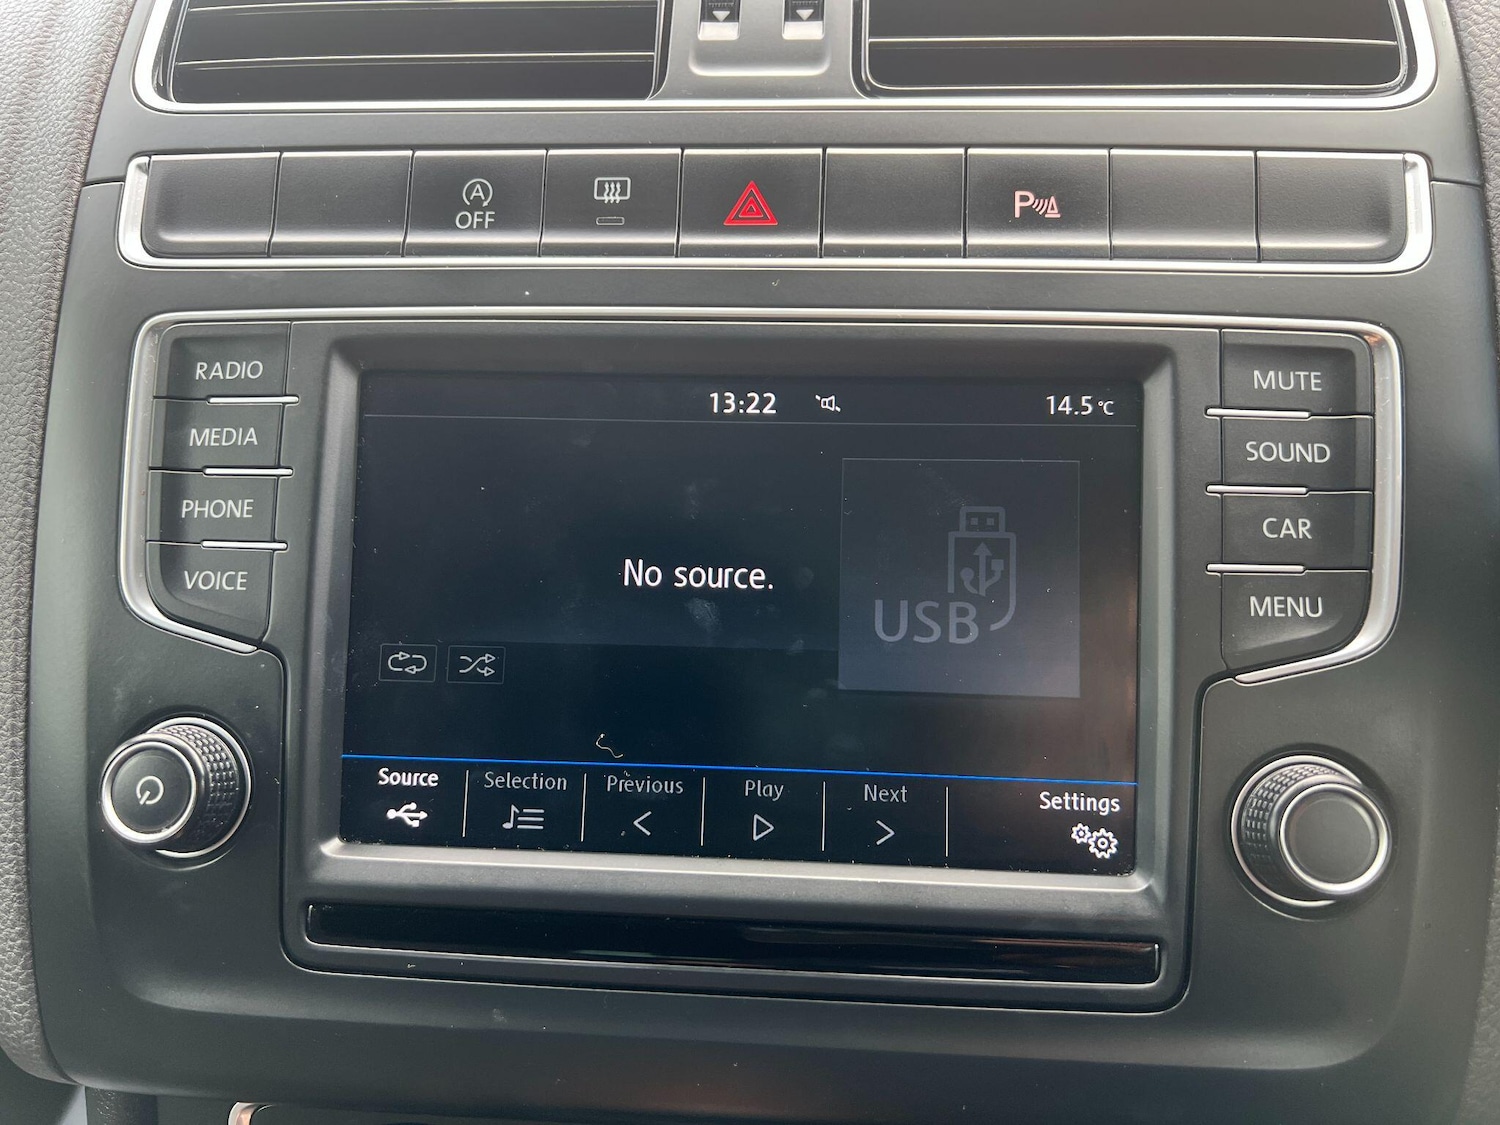 A
OFF
P
RADIO
MEDIA
PHONE
VOICE
13:22
14.5°C
No source.
USB
Source
Selection
Previous
Play
Next
Settings
MUTE
SOUND
CAR
MENU